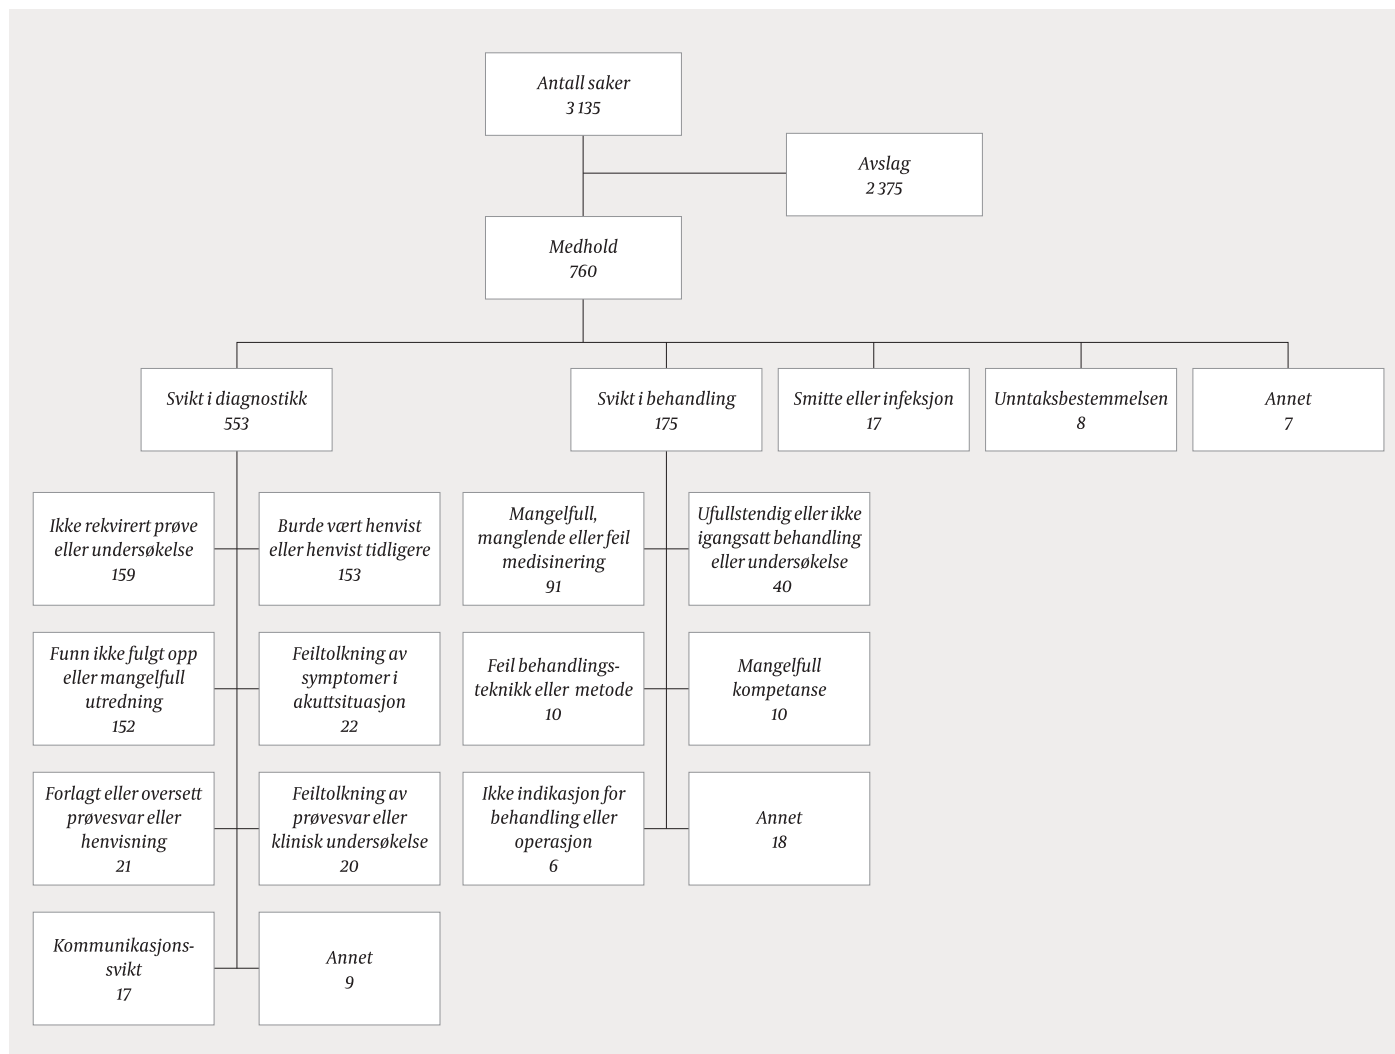 Antall saker
3 135
Avslag
2 375
Medhold
760
Svikt i diagnostikk
553
Svikt i behandling
175
Smitte eller infeksjon
17
Unntaksbestemmelsen
8
Annet
7
Ikke rekvirert prøve
eller undersøkelse
159
Burde vært henvist
eller henvist tidligere
153
Mangelfull,
manglende eller feil
medisinering
91
Ufullstendig eller ikke
igangsatt behandling
eller undersøkelse
40
Funn ikke fulgt opp
eller mangelfull
utredning
152
Feiltolkning av
symptomer i
akuttsituasjon
22
Feil behandlings-
teknikk eller metode
10
Mangelfull
kompetanse
10
Forlagt eller oversett
prøvesvar eller
henvisning
21
Feiltolkning av
prøvesvar eller
klinisk undersøkelse
20
Ikke indikasjon for
behandling eller
operasjon
6
Annet
18
Kommunikasjons-
svikt
17
Annet
9